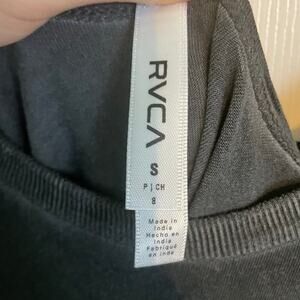 RVCA
S
P | CH
8
Made in
India
Hecho en
India
Fabriqué
en inde